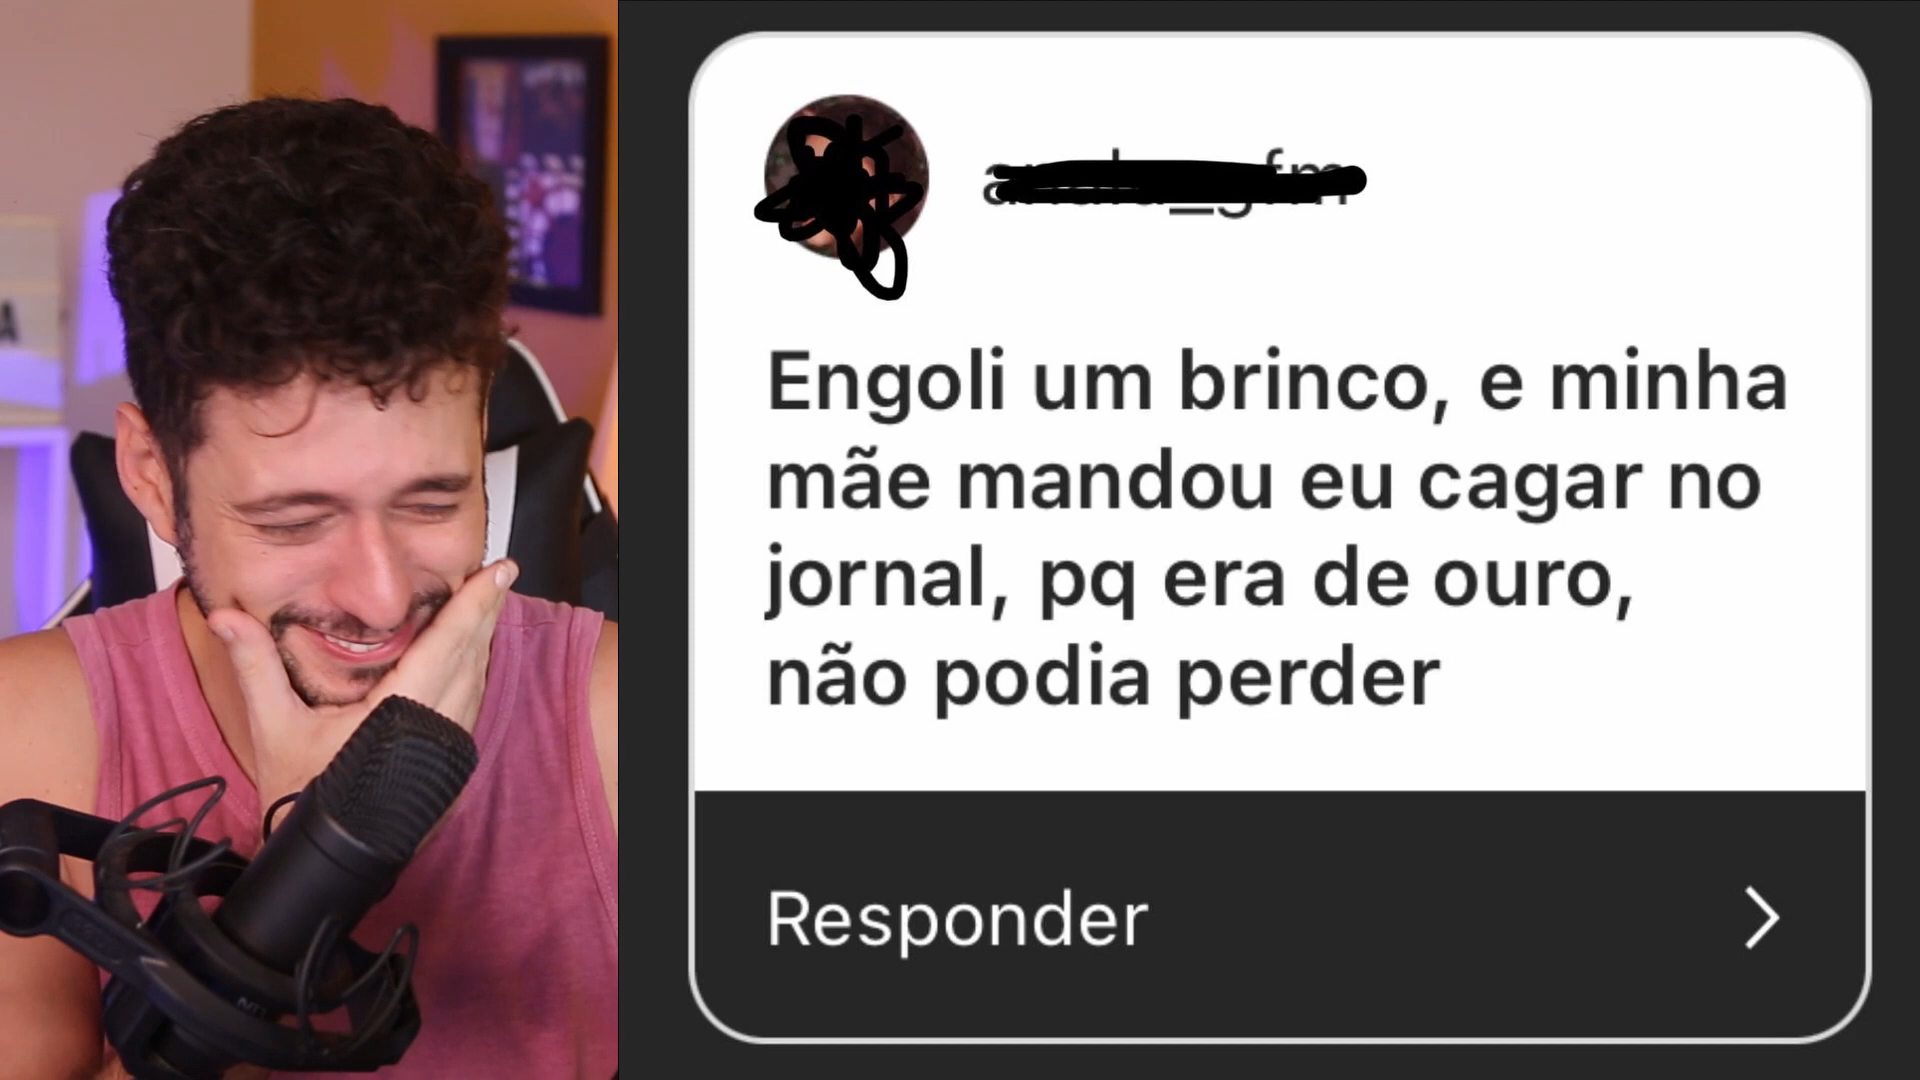 Engoli um brinco, e minha
mãe mandou eu cagar no
jornal, pq era de ouro,
não podia perder
Responder